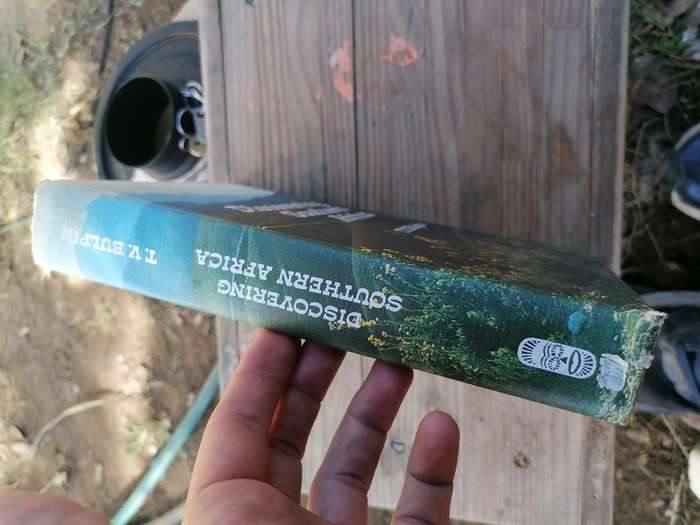 DISCOVERING
SOUTHERN AFRICA
T.V. BULPIN